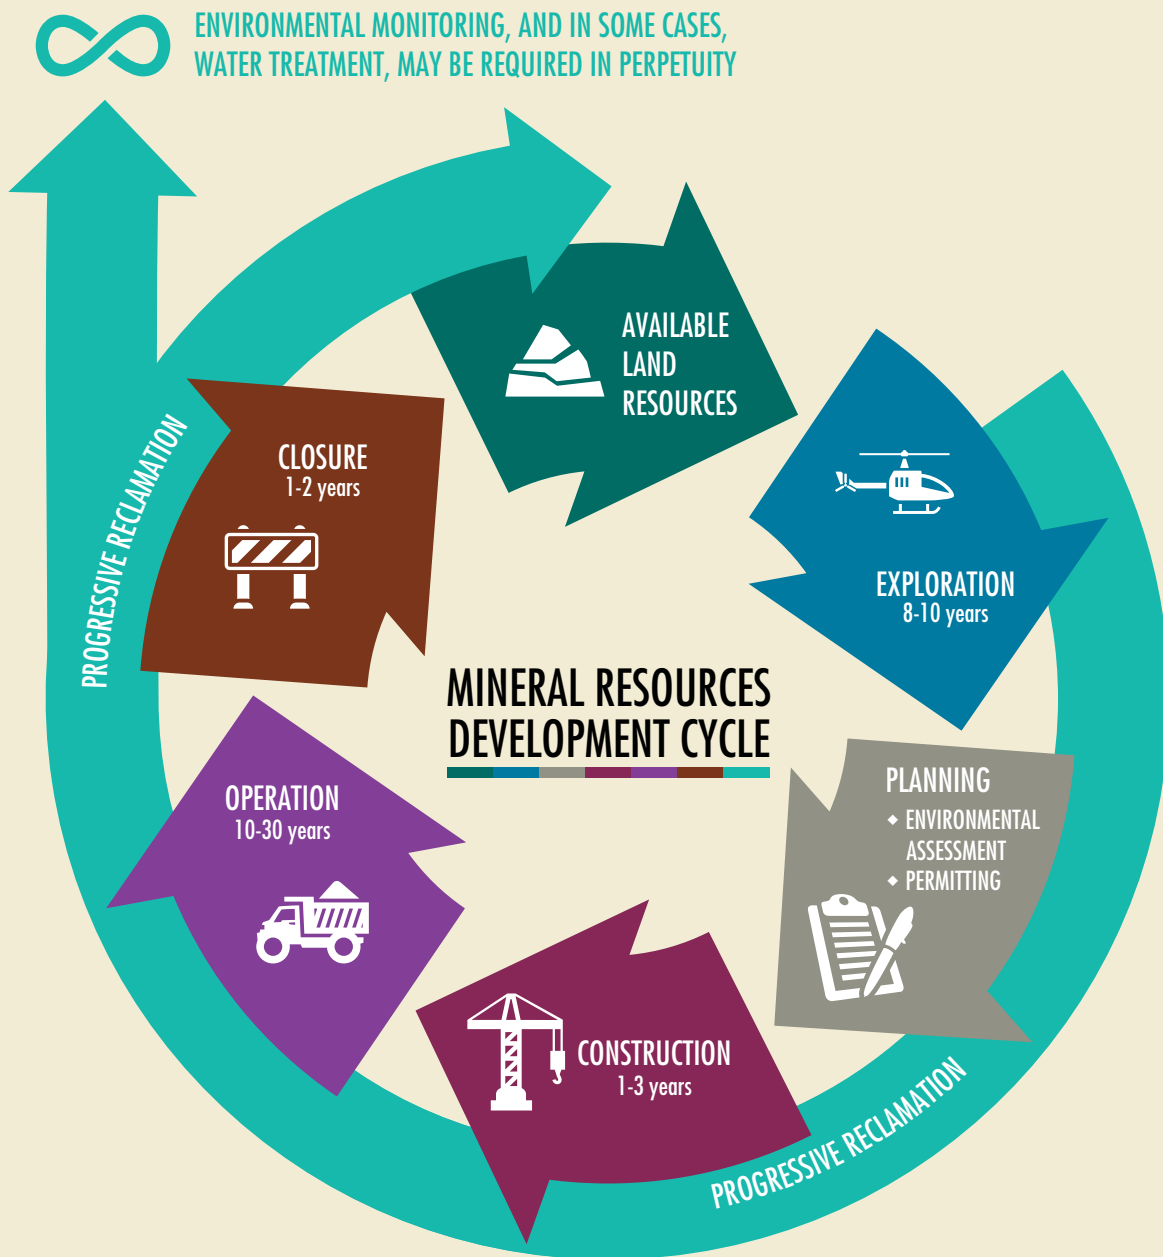 ENVIRONMENTAL MONITORING, AND IN SOME CASES,
WATER TREATMENT, MAY BE REQUIRED IN PERPETUITY
AVAILABLE
LAND
RESOURCES
EXPLORATION
8-10 years
PLANNING
◆ ENVIRONMENTAL
ASSESSMENT
◆ PERMITTING
CONSTRUCTION
1-3 years
OPERATION
10-30 years
CLOSURE
1-2 years
MINERAL RESOURCES
DEVELOPMENT CYCLE
PROGRESSIVE RECLAMATION
PROGRESSIVE RECLAMATION